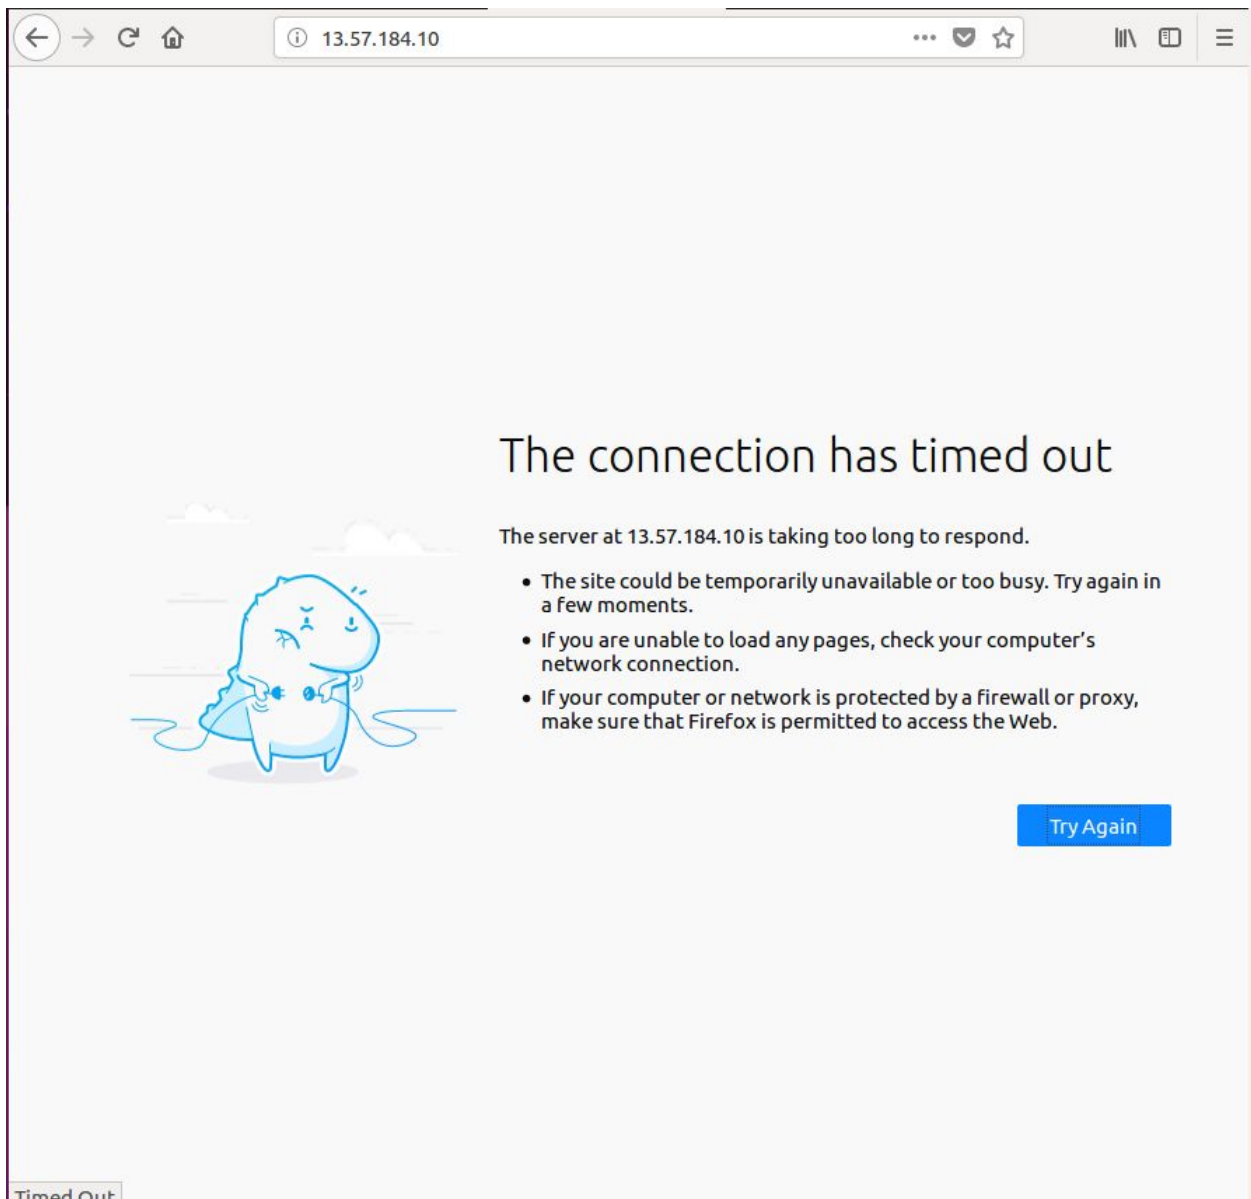 13.57.184.10
The connection has timed out
The server at 13.57.184.10 is taking too long to respond.
• The site could be temporarily unavailable or too busy. Try again in
a few moments.
• If you are unable to load any pages, check your computer’s
network connection.
• If your computer or network is protected by a firewall or proxy,
make sure that Firefox is permitted to access the Web.
Try Again
Timed Out